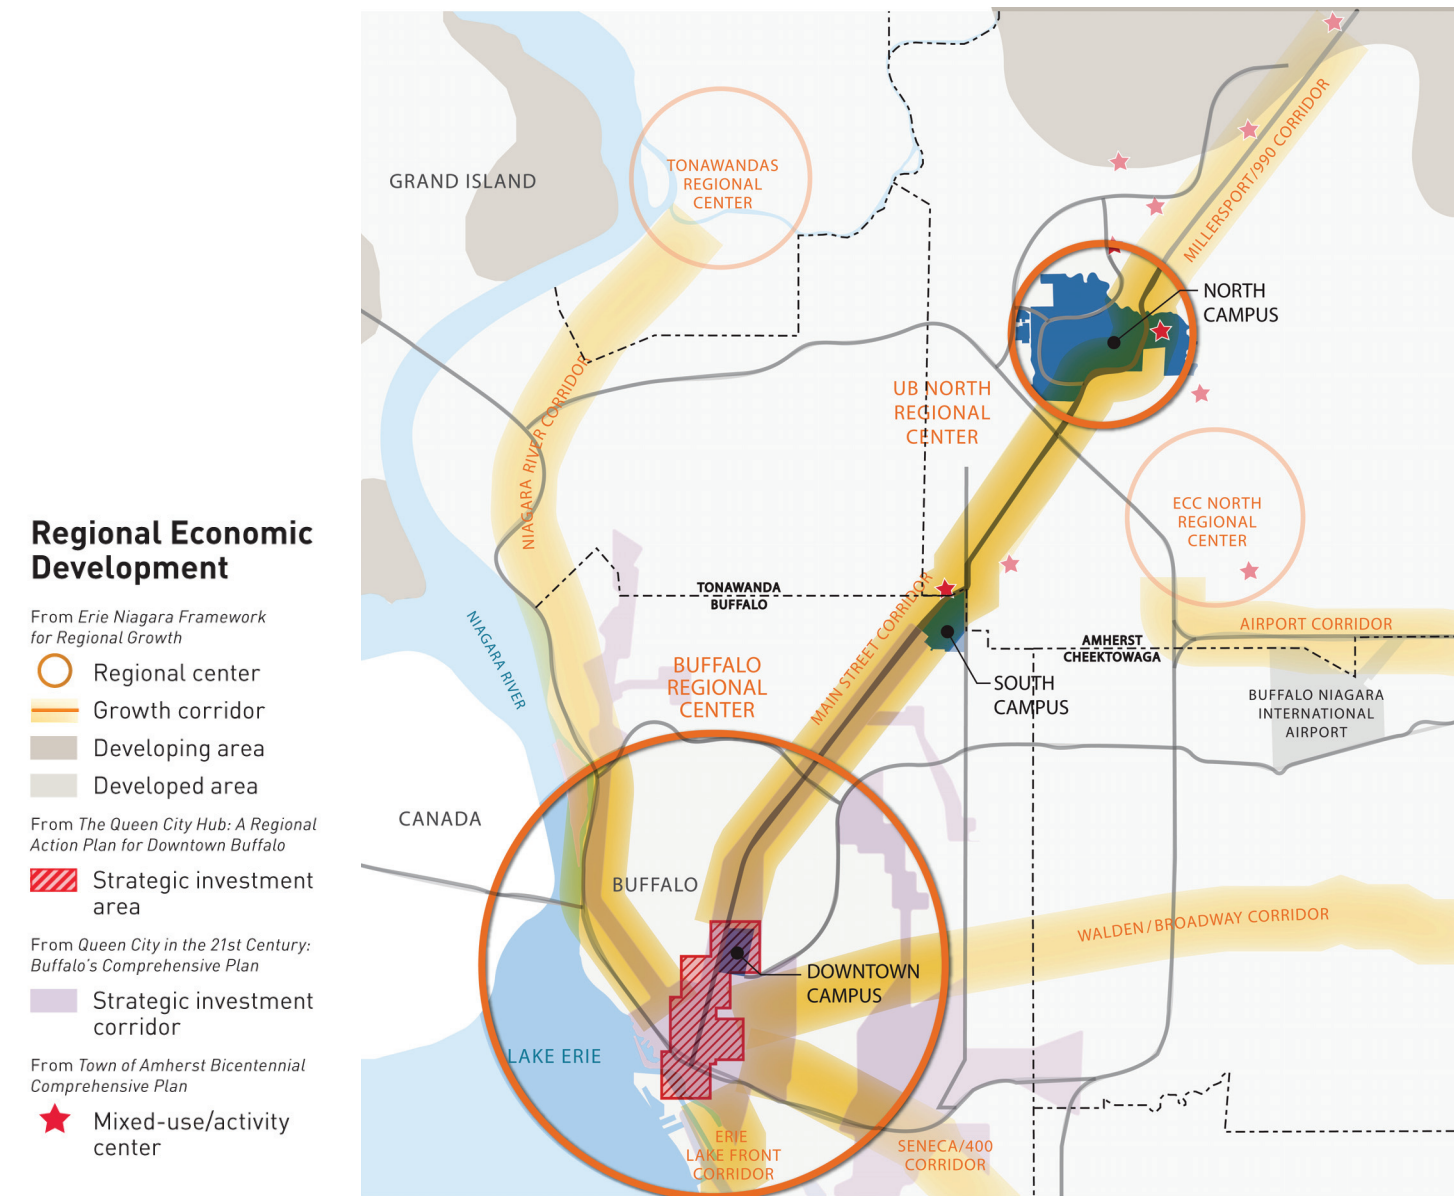 Regional Economic
Development
From Erie Niagara Framework
for Regional Growth
Regional center
Growth corridor
Developing area
Developed area
From The Queen City Hub: A Regional
Action Plan for Downtown Buffalo
Strategic investment
area
From Queen City in the 21st Century:
Buffalo's Comprehensive Plan
Strategic investment
corridor
From Town of Amherst Bicentennial
Comprehensive Plan
Mixed-use/activity
center
GRAND ISLAND
TONAWANDAS
REGIONAL
CENTER
MILLERSPORT/990 CORRIDOR
NORTH
CAMPUS
NIAGARA RIVER CORRIDOR
UB NORTH
REGIONAL
CENTER
ECC NORTH
REGIONAL
CENTER
TONAWANDA
BUFFALO
NIAGARA RIVER
MAIN STREET CORRIDOR
AIRPORT CORRIDOR
AMHERST
CHEEKTOWAGA
BUFFALO
REGIONAL
CENTER
SOUTH
CAMPUS
BUFFALO NIAGARA
INTERNATIONAL
AIRPORT
CANADA
BUFFALO
WALDEN/BROADWAY CORRIDOR
DOWNTOWN
CAMPUS
LAKE ERIE
ERIE
LAKE FRONT
CORRIDOR
SENECA/400
CORRIDOR